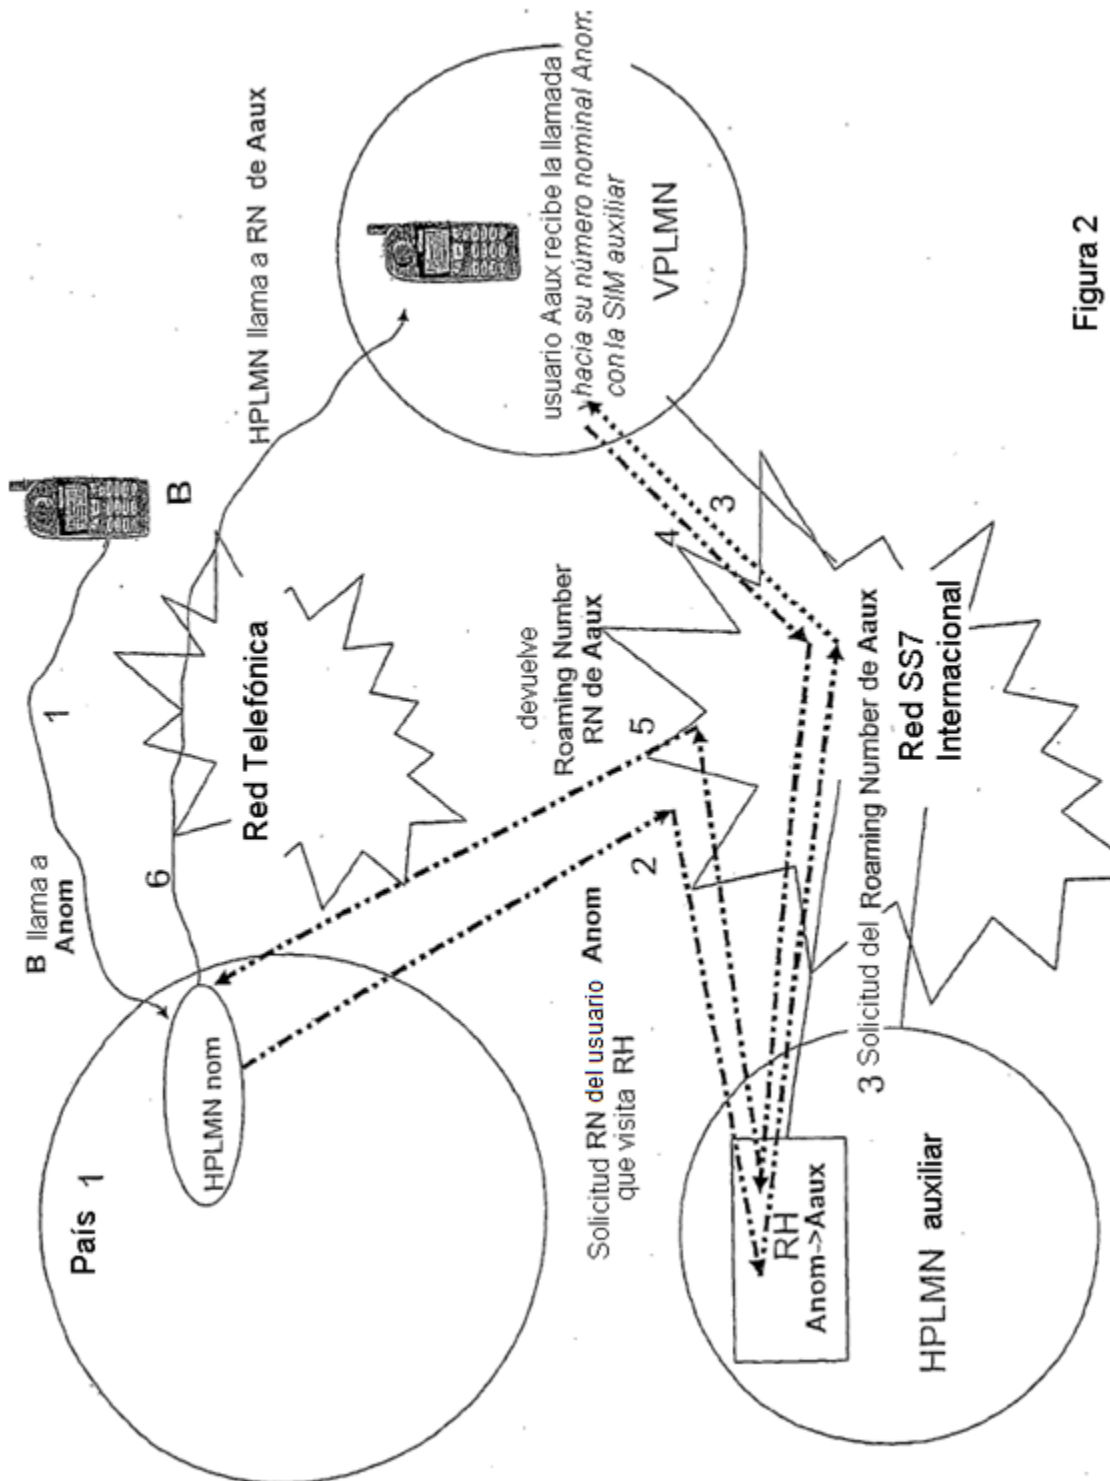 B
B llama a
Anom
1
6
HPLMN llama a RN de Aaux
País 1
HPLMN nom
Red Telefónica
usuario Aaux recibe la llamada
hacia su número nominal Anom.
con la SIM auxiliar
VPLMN
devuelve
Roaming Number
RN de Aaux
5
4
3
2
Solicitud RN del usuario Anom
que visita RH
RH
Anom->Aaux
HPLMN auxiliar
3 Solicitud del Roaming Number de Aaux
Red SS7
Internacional
Figura 2